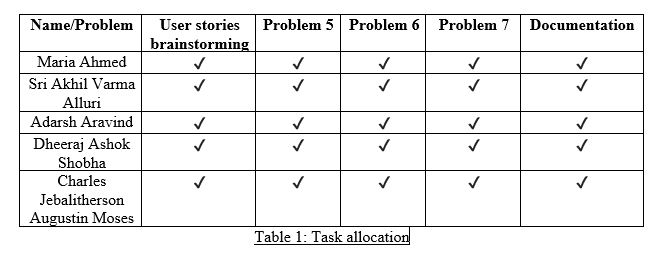 Name/Problem User stories brainstorming Problem 5 Problem 6 Problem 7 Documentation
Maria Ahmed ✓ ✓ ✓ ✓ ✓
Sri Akhil Varma Alluri ✓ ✓ ✓ ✓ ✓
Adarsh Aravind ✓ ✓ ✓ ✓ ✓
Dheeraj Ashok Shobha ✓ ✓ ✓ ✓ ✓
Charles Jebalitherson Augustin Moses ✓ ✓ ✓ ✓ ✓
Table 1: Task allocation